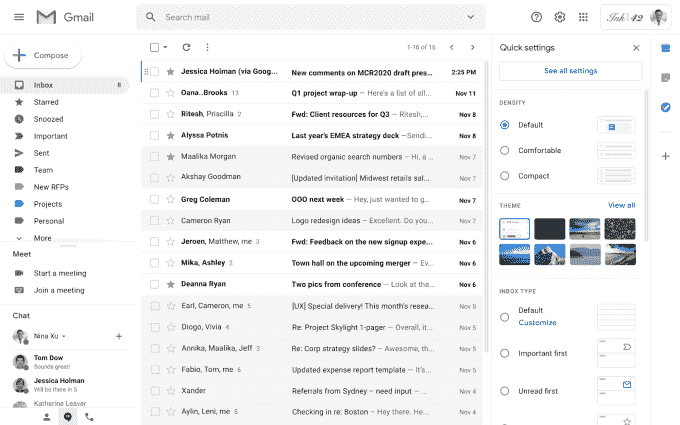 Gmail
Search mail
Ink 42
Compose
Inbox 8
Starred
Snoozed
Important
Sent
Team
New RFPs
Projects
Personal
More
Meet
Start a meeting
Join a meeting
Chat
Nina Xu
Tom Dow
Sounds great!
Jessica Holman
Will be there in 5
Katherine Leaver
1-16 of 16
Jessica Holman (via Goog... New comments on MCR2020 draft pres... 2:25 PM
Oana..Brooks 13 Q1 project wrap-up – Here's a list of all... Nov 11
Ritesh, Priscilla 2 Fwd: Client resources for Q3 – Ritesh,... Nov 8
Alyssa Potnis Last year's EMEA strategy deck –Sendi... Nov 8
Maalika Morgan Revised organic search numbers – Hi, a... Nov 7
Akshay Goodman [Updated invitation] Midwest retails sal... Nov 7
Greg Coleman OOO next week – Hey, just wanted to g... Nov 7
Cameron Ryan Logo redesign ideas – Excellent. Do you... Nov 7
Jeroen, Matthew, me 3 Fwd: Feedback on the new signup expe... Nov 6
Mika, Ashley 2 Town hall on the upcoming merger – Ev... Nov 6
Deanna Ryan Two pics from conference – Look at the... Nov 6
Earl, Cameron, me 5 [UX] Special delivery! This month's resea... Nov 5
Diogo, Vivia 4 Re: Project Skylight 1-pager – Overall, it... Nov 5
Annika, Maalika, Jeff 3 Re: Corp strategy slides? – Awesome, th... Nov 5
Fabio, Tom, me 6 Updated expense report template – It's... Nov 5
Xander Referrals from Sydney – need input – ... Nov 4
Aylin, Leni, me 5 Checking in re: Boston – Hey there. He... Nov 4
Quick settings
See all settings
DENSITY
Default
Comfortable
Compact
THEME View all
INBOX TYPE
Default
Customize
Important first
Unread first